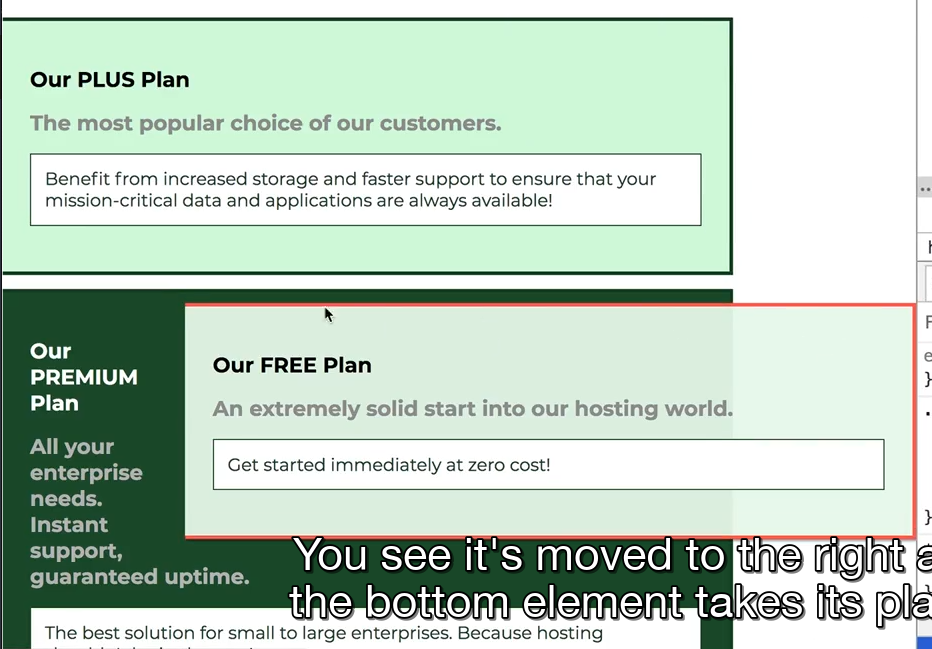 Our PLUS Plan
The most popular choice of our customers.
Benefit from increased storage and faster support to ensure that your
mission-critical data and applications are always available!
Our
PREMIUM
Plan
All your
enterprise
needs.
Instant
support,
guaranteed uptime.
Our FREE Plan
An extremely solid start into our hosting world.
Get started immediately at zero cost!
The best solution for small to large enterprises. Because hosting
You see it's moved to the right
the bottom element takes its